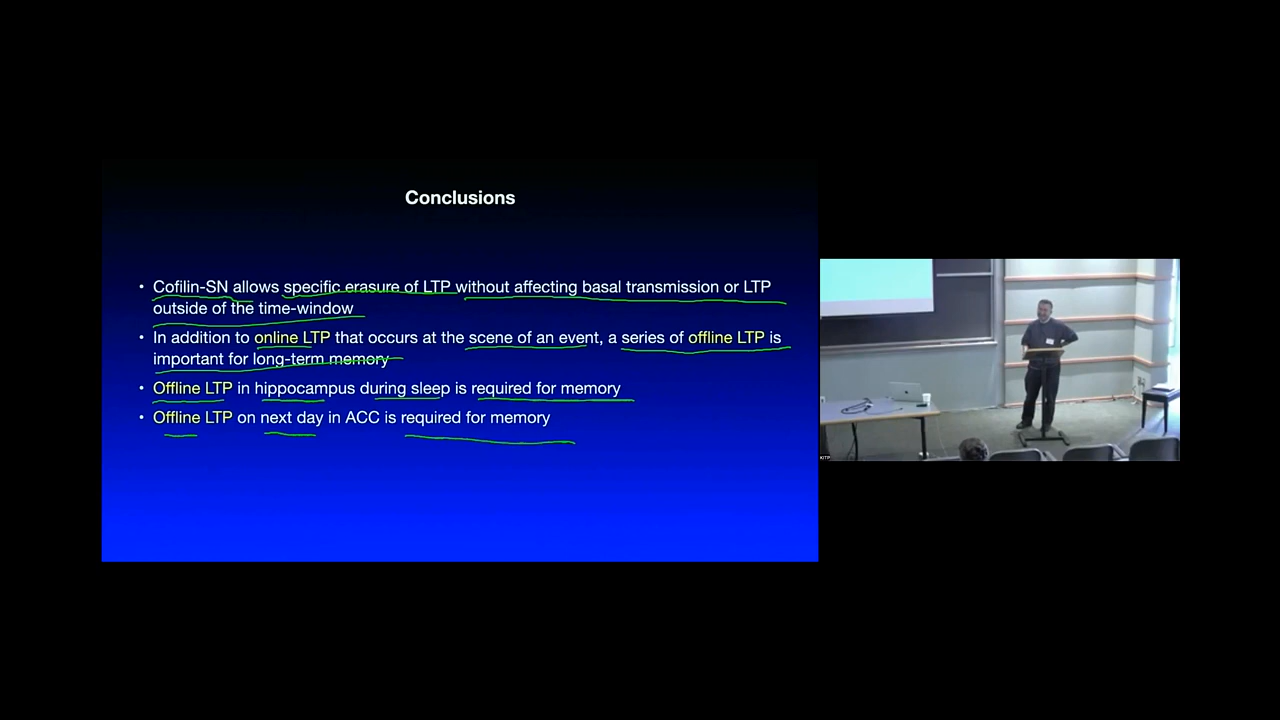 Conclusions
• Cofilin-SN allows specific erasure of LTP without affecting basal transmission or LTP
outside of the time-window
• In addition to online LTP that occurs at the scene of an event, a series of offline LTP is
important for long-term memory
• Offline LTP in hippocampus during sleep is required for memory
• Offline LTP on next day in ACC is required for memory
KITP